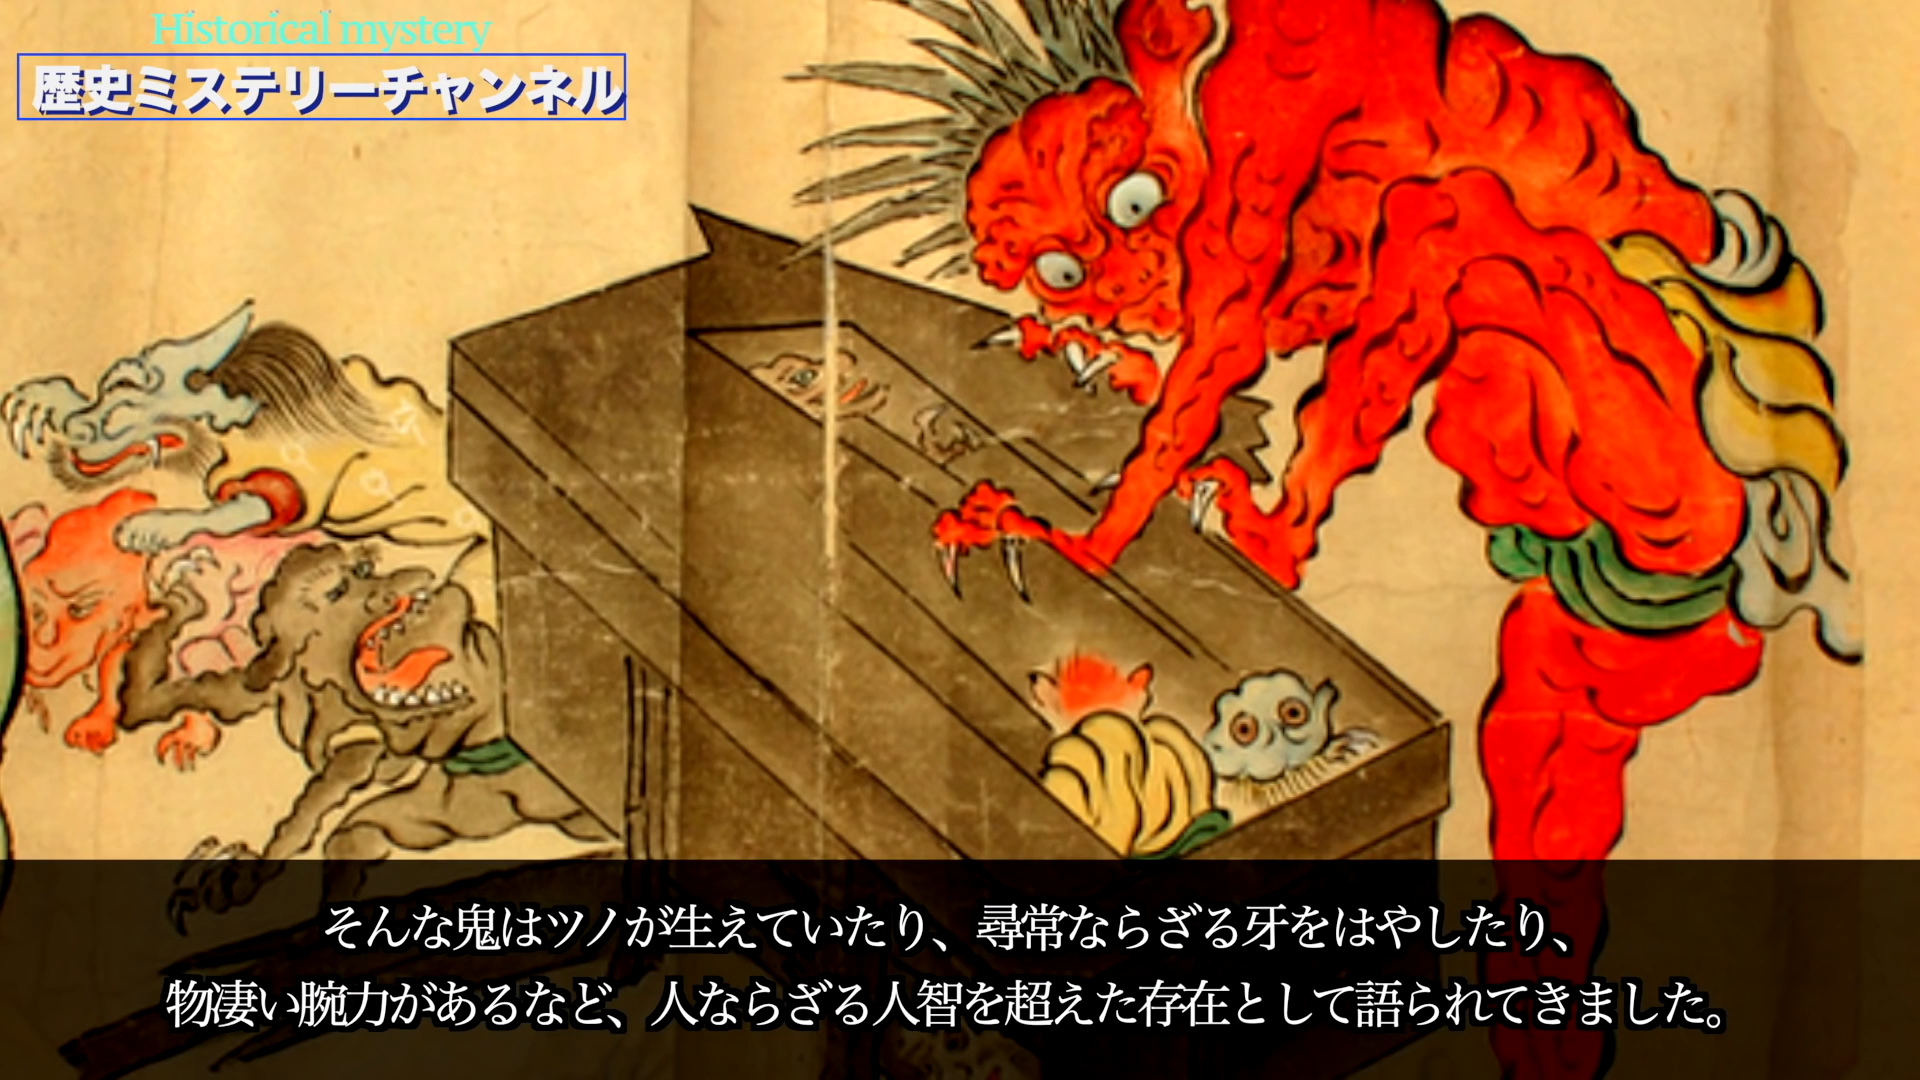 Historical mystery
歴史ミステリーチャンネル
そんな鬼はツノが生えていたり、尋常ならざる牙をはやしたり、
物凄い腕力があるなど、人ならざる人智を超えた存在として語られてきました。